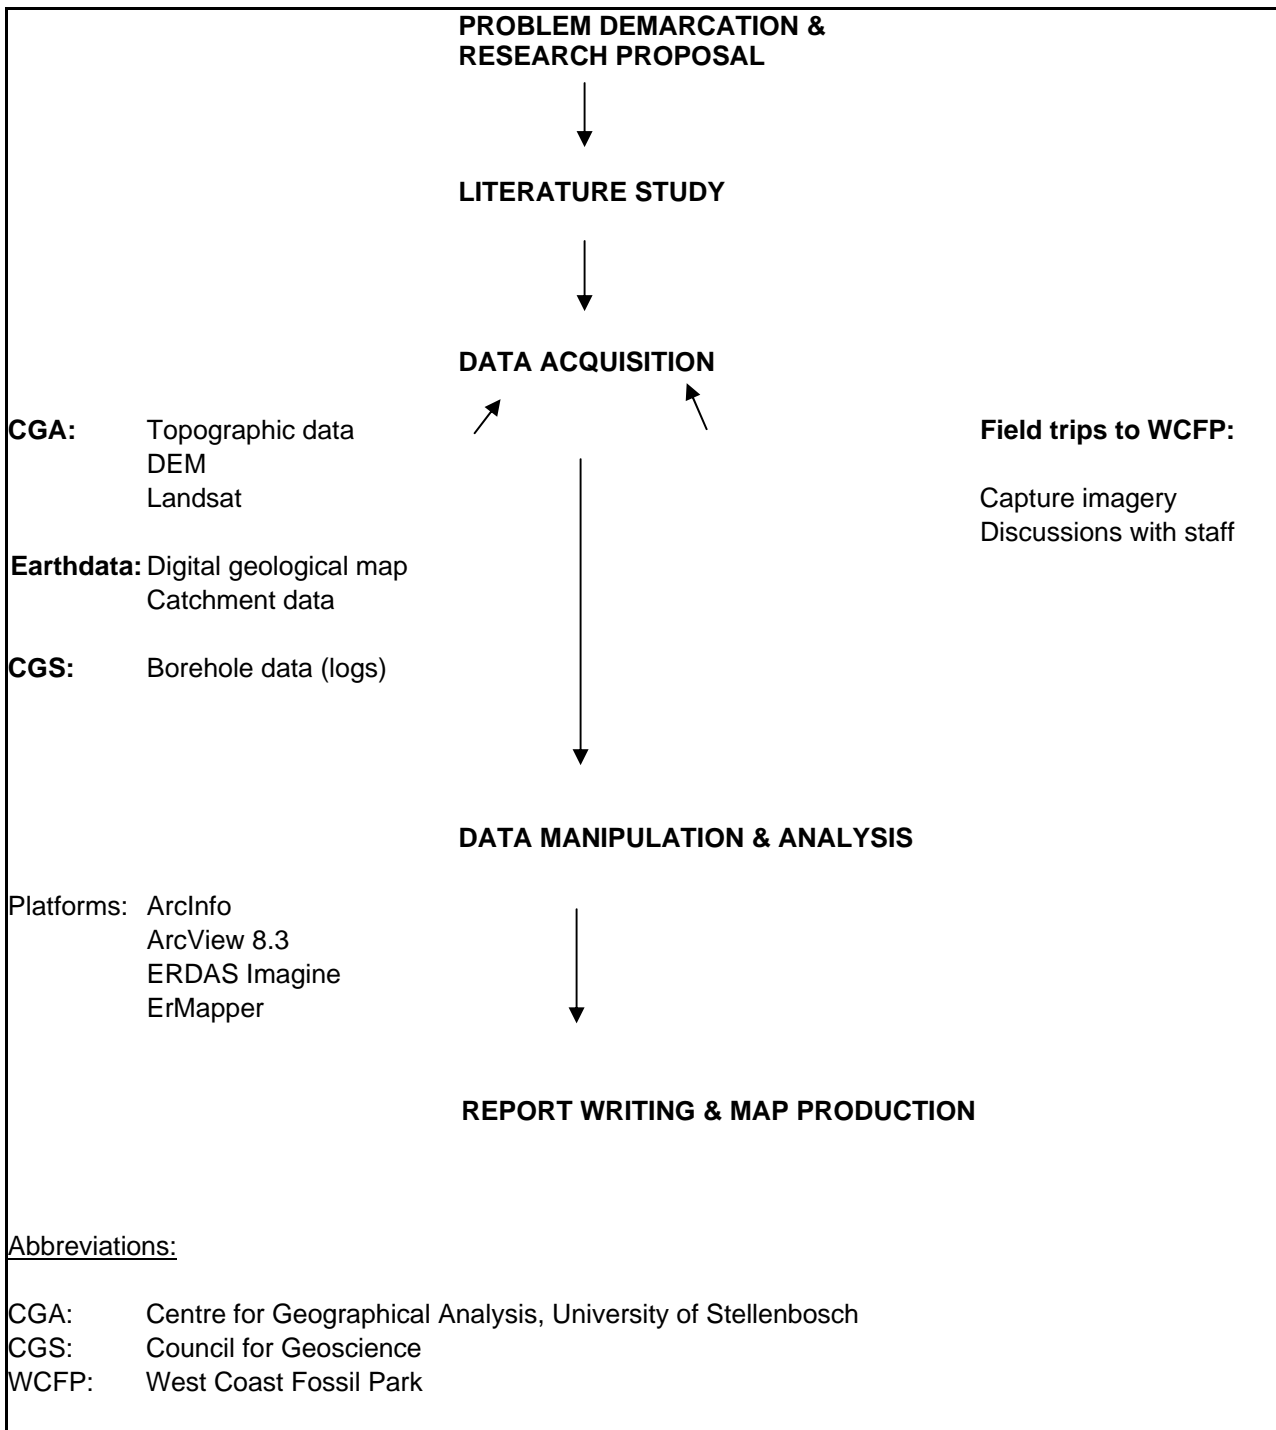 PROBLEM DEMARCATION &
RESEARCH PROPOSAL
LITERATURE STUDY
DATA ACQUISITION
CGA: Topographic data
DEM
Landsat
Earthdata: Digital geological map
Catchment data
CGS: Borehole data (logs)
Field trips to WCFP:
Capture imagery
Discussions with staff
DATA MANIPULATION & ANALYSIS
Platforms: ArcInfo
ArcView 8.3
ERDAS Imagine
ErMapper
REPORT WRITING & MAP PRODUCTION
Abbreviations:
CGA: Centre for Geographical Analysis, University of Stellenbosch
CGS: Council for Geoscience
WCFP: West Coast Fossil Park